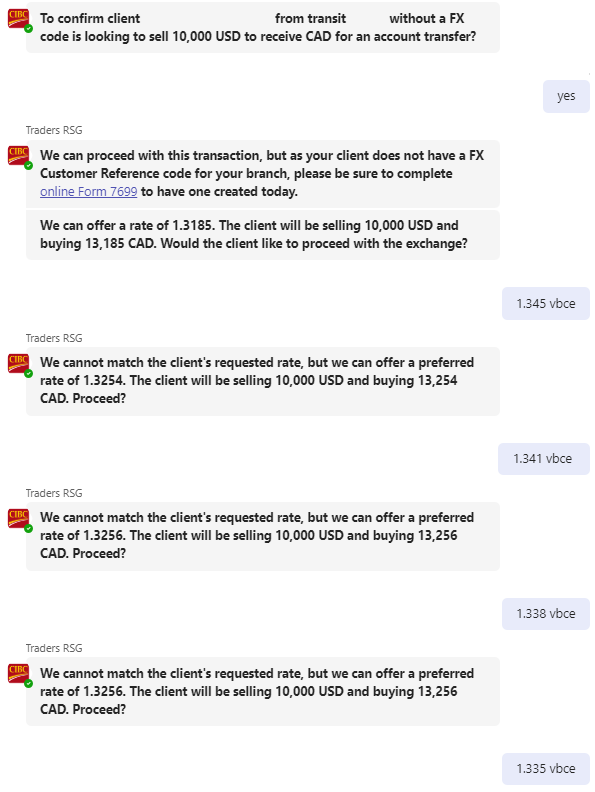 CIBC
To confirm client from transit without a FX
code is looking to sell 10,000 USD to receive CAD for an account transfer?
yes
Traders RSG
CIBC
We can proceed with this transaction, but as your client does not have a FX
Customer Reference code for your branch, please be sure to complete
online Form 7699 to have one created today.
We can offer a rate of 1.3185. The client will be selling 10,000 USD and
buying 13,185 CAD. Would the client like to proceed with the exchange?
1.345 vbce
Traders RSG
CIBC
We cannot match the client's requested rate, but we can offer a preferred
rate of 1.3254. The client will be selling 10,000 USD and buying 13,254
CAD. Proceed?
1.341 vbce
Traders RSG
CIBC
We cannot match the client's requested rate, but we can offer a preferred
rate of 1.3256. The client will be selling 10,000 USD and buying 13,256
CAD. Proceed?
1.338 vbce
Traders RSG
CIBC
We cannot match the client's requested rate, but we can offer a preferred
rate of 1.3256. The client will be selling 10,000 USD and buying 13,256
CAD. Proceed?
1.335 vbce